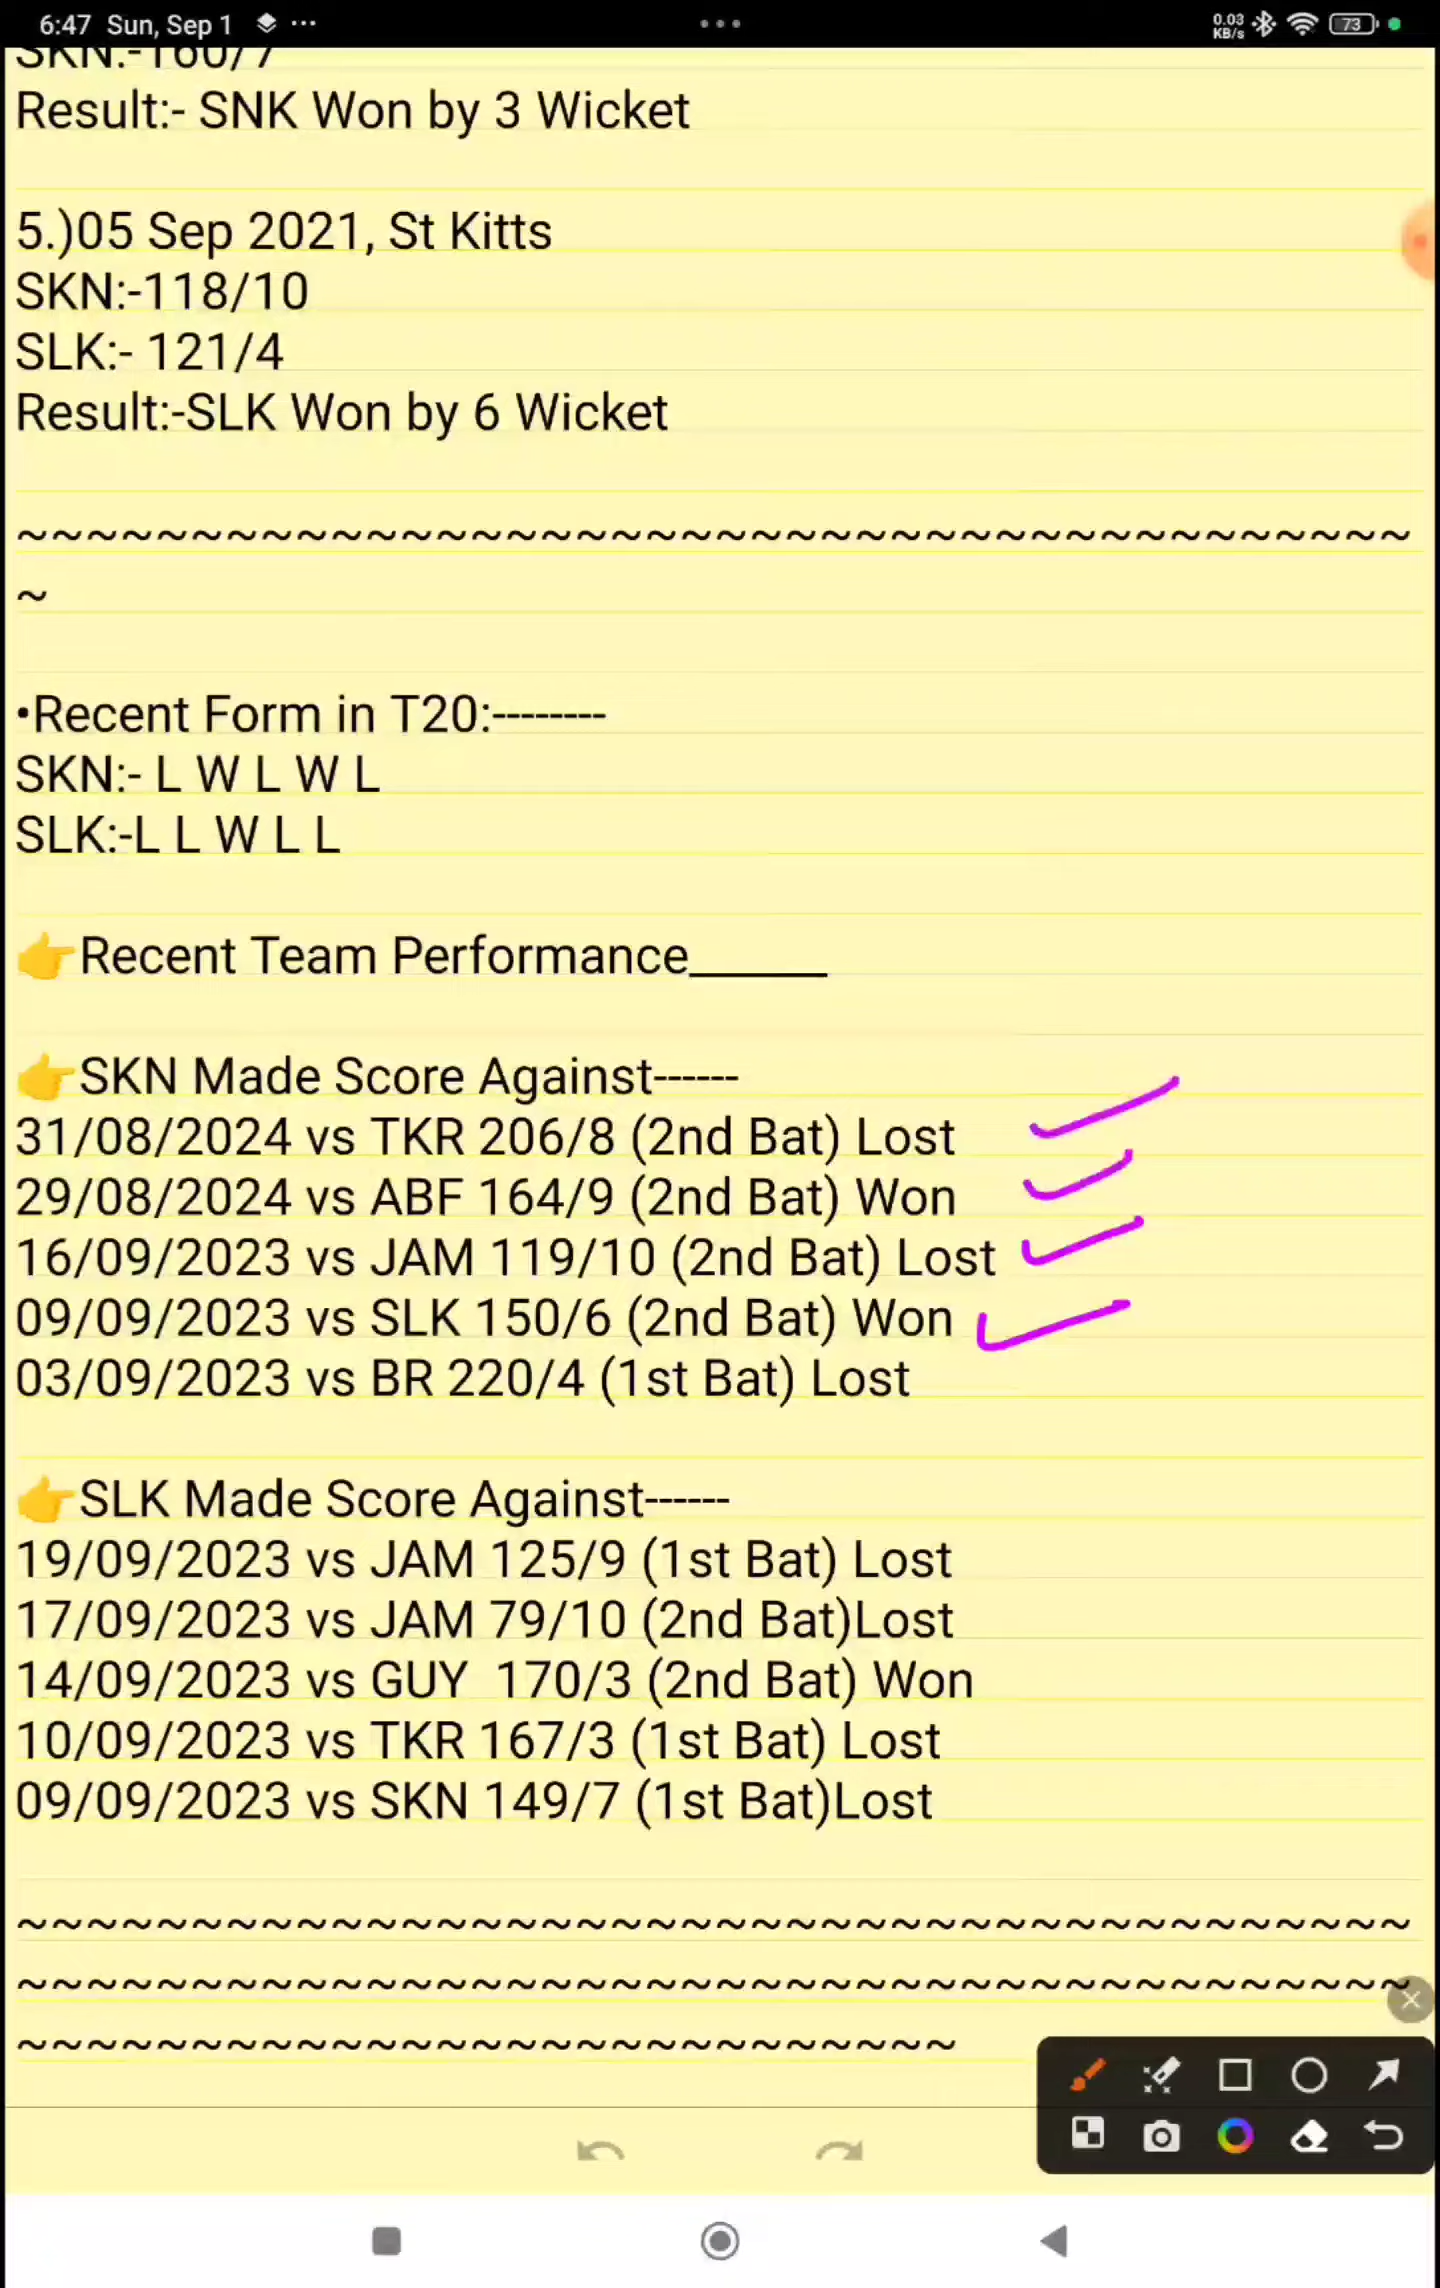 6:47 Sun, Sep 1
0.03 KB/s
73
SKN:-160/7
Result:- SNK Won by 3 Wicket
5.)05 Sep 2021, St Kitts
SKN:-118/10
SLK:- 121/4
Result:-SLK Won by 6 Wicket
~~~~~~~~~~~~~~~~~~~~~~~~~~~~~~~~~~~~~~~~
~
•Recent Form in T20:--------
SKN:- L W L W L
SLK:-L L W L L
👉Recent Team Performance______
👉SKN Made Score Against------
31/08/2024 vs TKR 206/8 (2nd Bat) Lost
29/08/2024 vs ABF 164/9 (2nd Bat) Won
16/09/2023 vs JAM 119/10 (2nd Bat) Lost
09/09/2023 vs SLK 150/6 (2nd Bat) Won
03/09/2023 vs BR 220/4 (1st Bat) Lost
👉SLK Made Score Against------
19/09/2023 vs JAM 125/9 (1st Bat) Lost
17/09/2023 vs JAM 79/10 (2nd Bat)Lost
14/09/2023 vs GUY  170/3 (2nd Bat) Won
10/09/2023 vs TKR 167/3 (1st Bat) Lost
09/09/2023 vs SKN 149/7 (1st Bat)Lost
~~~~~~~~~~~~~~~~~~~~~~~~~~~~~~~~~~~~~~~~
~~~~~~~~~~~~~~~~~~~~~~~~~~~~~~~~~~~~~~~~
~~~~~~~~~~~~~~~~~~~~~~~~~~~